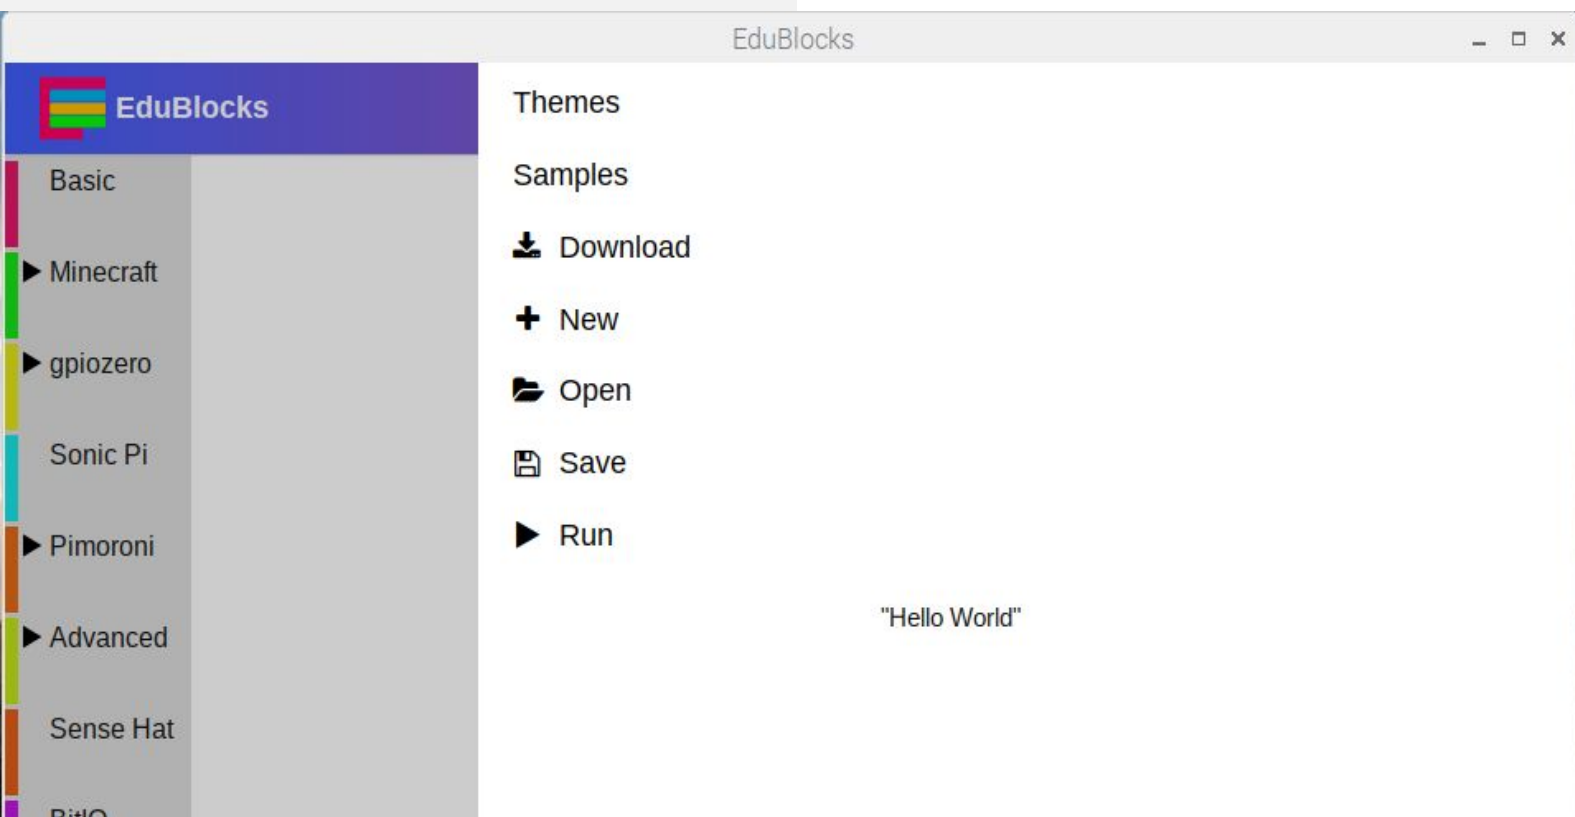 EduBlocks
EduBlocks
Basic
Minecraft
gpiozero
Sonic Pi
Pimoroni
Advanced
Sense Hat
Themes
Samples
Download
New
Open
Save
Run
"Hello World"